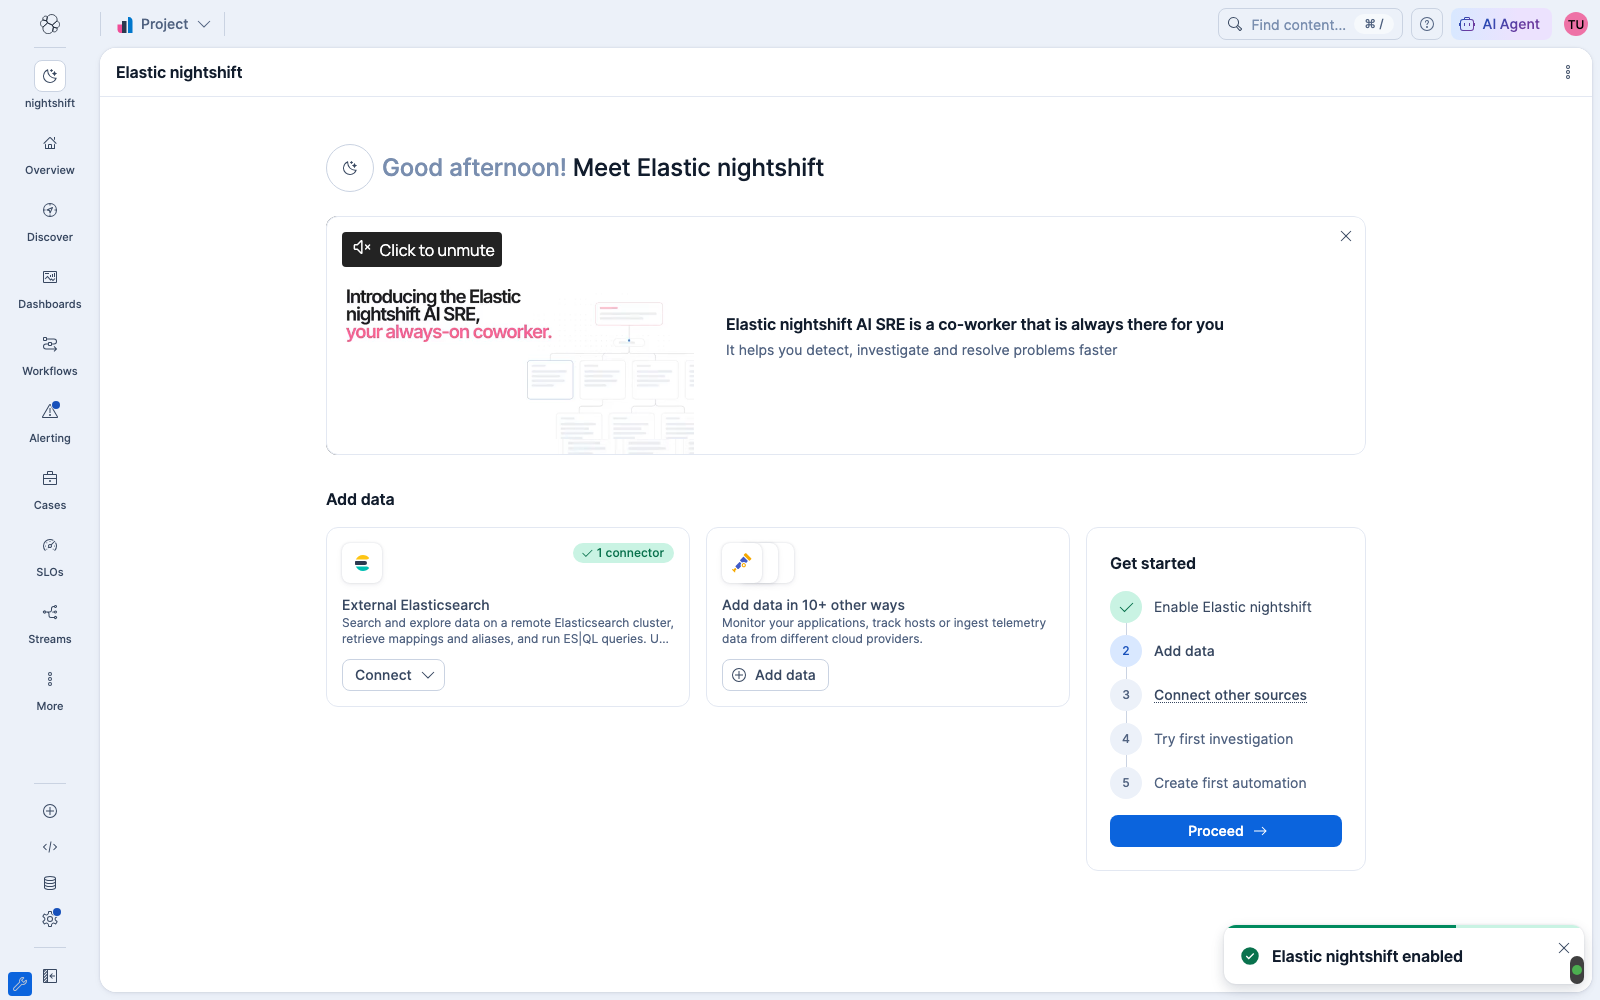 Project
Find content...
⌘ /
AI Agent
TU
nightshift
Overview
Discover
Dashboards
Workflows
Alerting
Cases
SLOs
Streams
More
Elastic nightshift
Good afternoon! Meet Elastic nightshift
Click to unmute
Introducing the Elastic
nightshift AI SRE,
your always-on coworker.
Elastic nightshift AI SRE is a co-worker that is always there for you
It helps you detect, investigate and resolve problems faster
Add data
1 connector
External Elasticsearch
Search and explore data on a remote Elasticsearch cluster,
retrieve mappings and aliases, and run ES|QL queries. U...
Connect
Add data in 10+ other ways
Monitor your applications, track hosts or ingest telemetry
data from different cloud providers.
Add data
Get started
Enable Elastic nightshift
2 Add data
3 Connect other sources
4 Try first investigation
5 Create first automation
Proceed
Elastic nightshift enabled